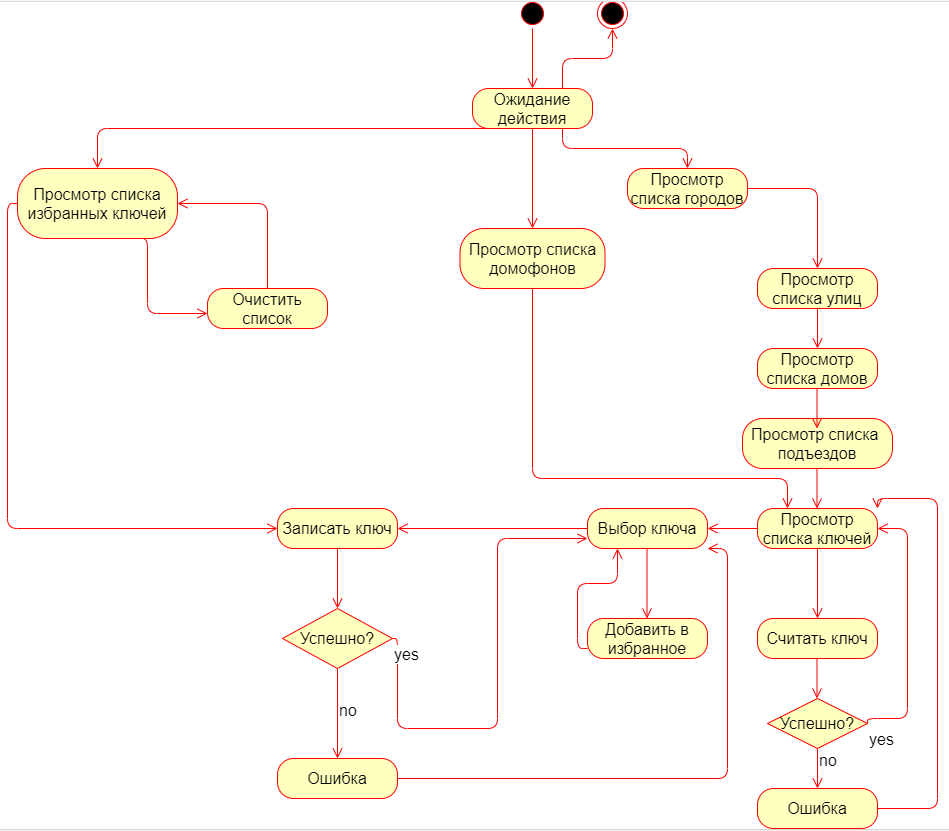 Ожидание
действия
Просмотр списка
избранных ключей
Просмотр
списка городов
Просмотр списка
домофонов
Очистить
список
Просмотр
списка улиц
Просмотр
списка домов
Просмотр списка
подъездов
Записать ключ
Выбор ключа
Просмотр
списка ключей
Успешно?
yes
Добавить в
избранное
Считать ключ
no
Успешно?
yes
no
Ошибка
Ошибка